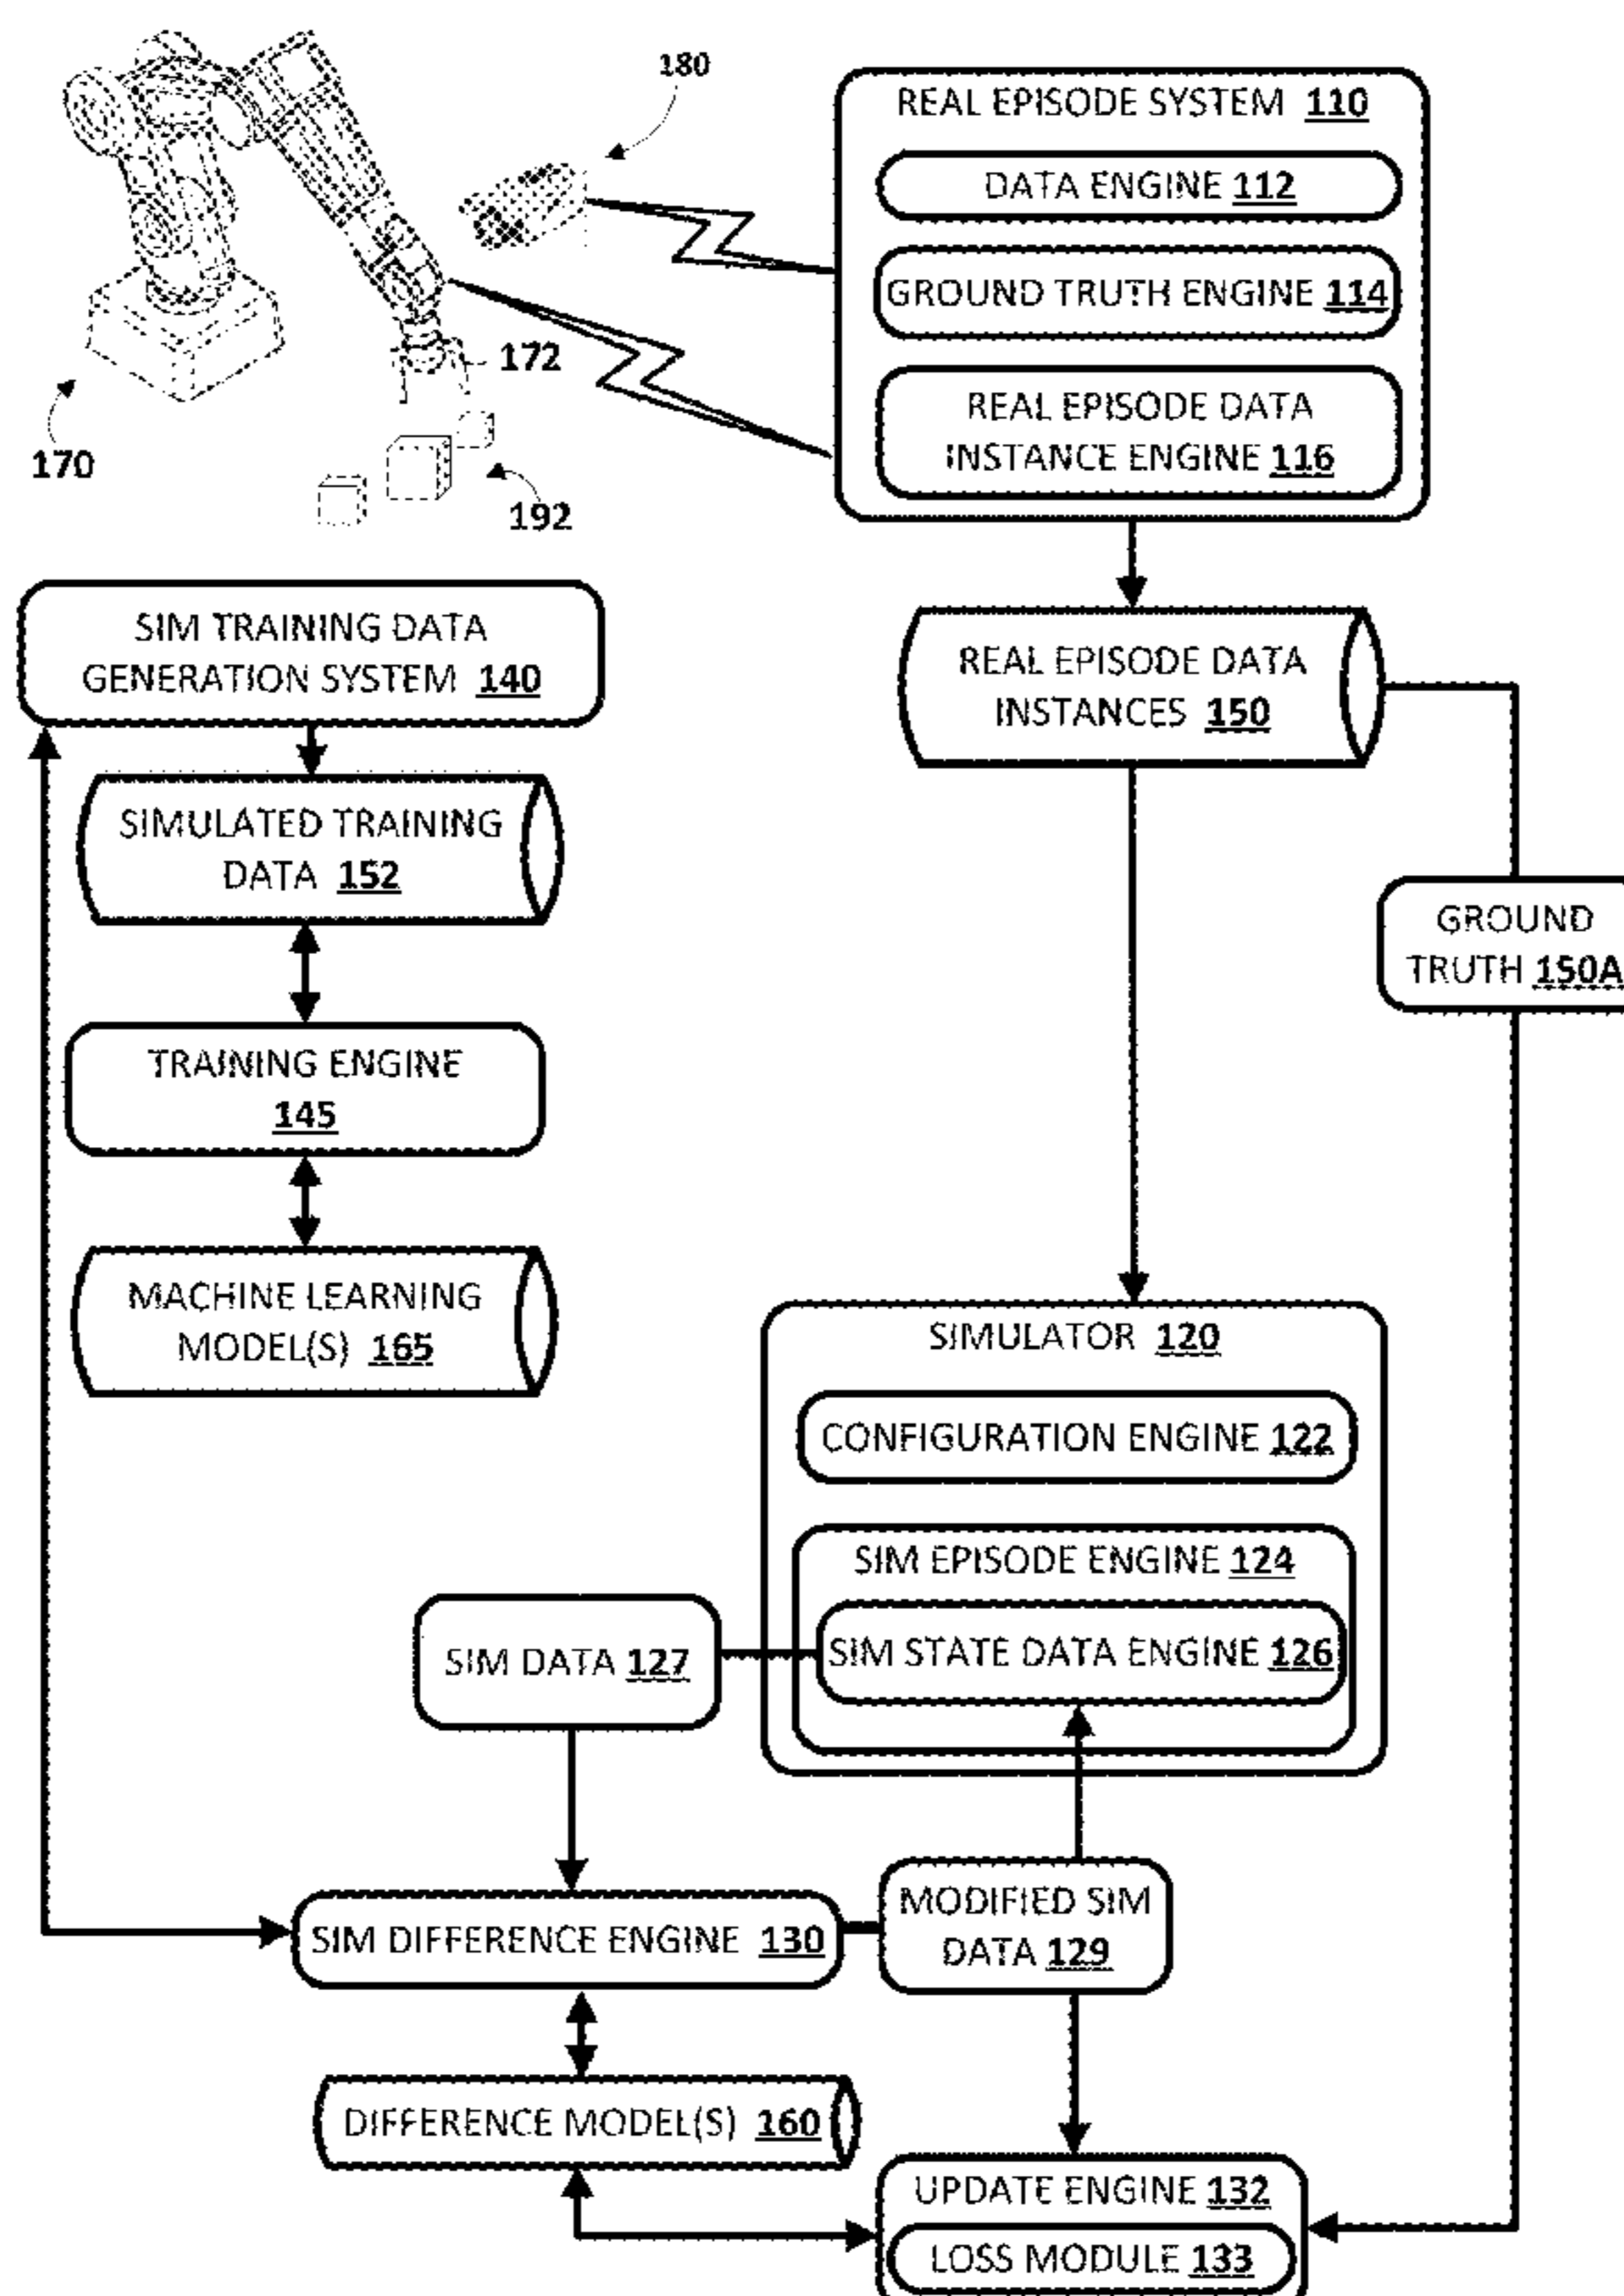 180
REAL EPISODE SYSTEM 110
DATA ENGINE 112
GROUND TRUTH ENGINE 114
REAL EPISODE DATA
INSTANCE ENGINE 116
172
170
192
SIM TRAINING DATA
GENERATION SYSTEM 140
REAL EPISODE DATA
INSTANCES 150
SIMULATED TRAINING
DATA 152
GROUND
TRUTH 150A
TRAINING ENGINE
145
MACHINE LEARNING
MODEL(S) 165
SIMULATOR 120
CONFIGURATION ENGINE 122
SIM EPISODE ENGINE 124
SIM STATE DATA ENGINE 126
SIM DATA 127
MODIFIED SIM
DATA 129
SIM DIFFERENCE ENGINE 130
DIFFERENCE MODEL(S) 160
UPDATE ENGINE 132
LOSS MODULE 133